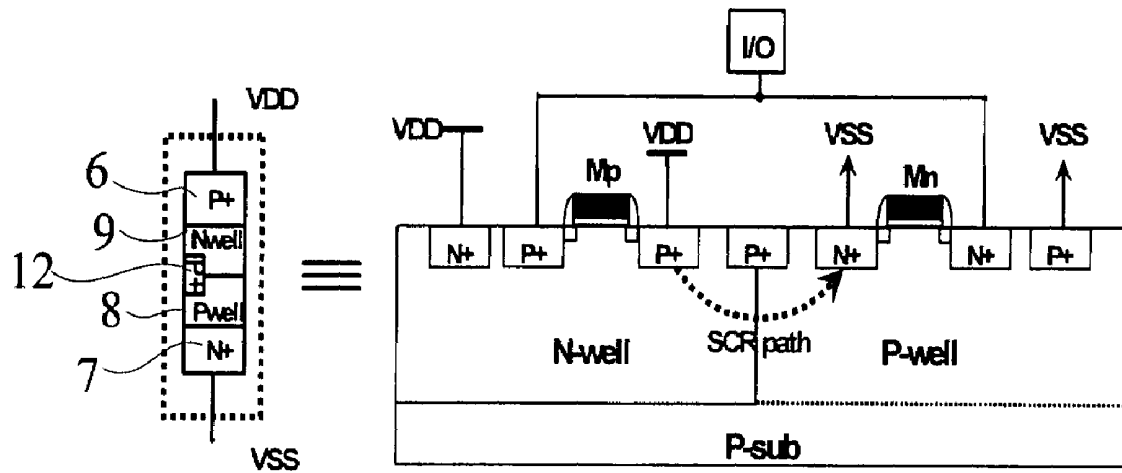 VDD
6
P+
9
Nwell
12
P+
8
Pwell
7
N+
VSS
I/O
VDD
VDD
VSS
VSS
Mp
Mn
N+
P+
P+
P+
N+
N+
P+
SCR path
N-well
P-well
P-sub